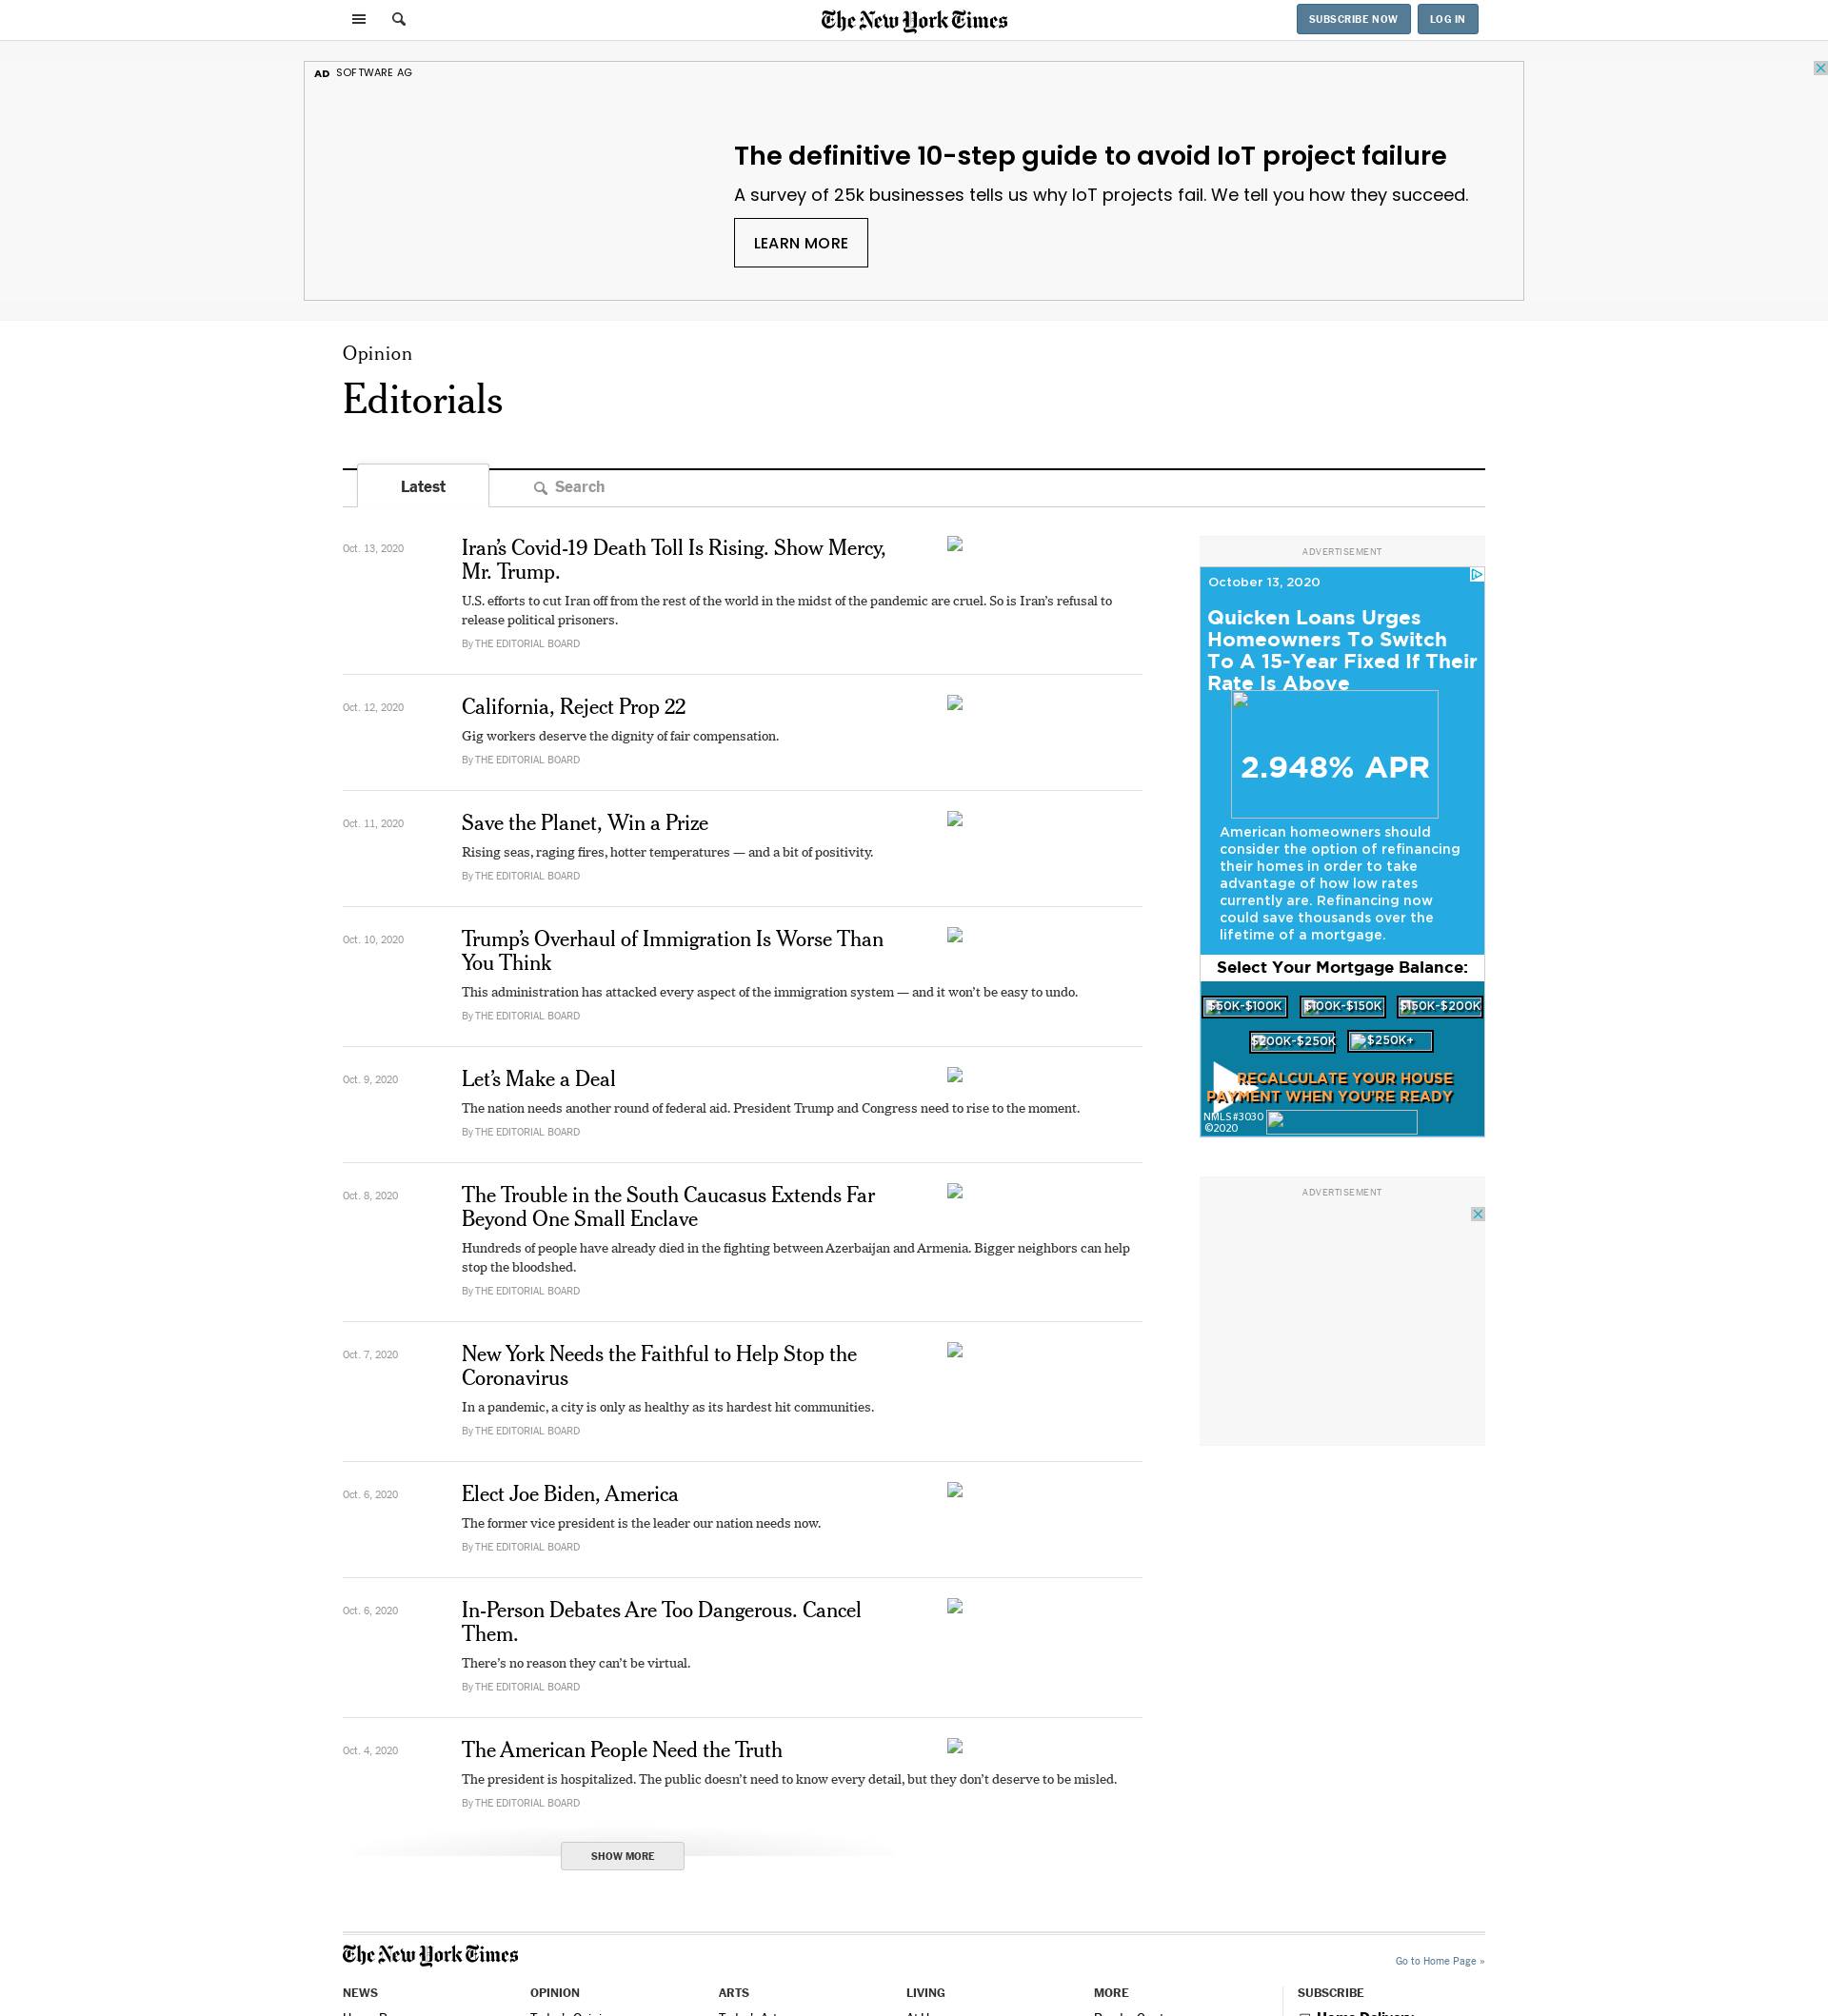 The New York Times
SUBSCRIBE NOW
LOG IN
AD SOFTWARE AG
The definitive 10-step guide to avoid IoT project failure
A survey of 25k businesses tells us why IoT projects fail. We tell you how they succeed.
LEARN MORE
Opinion
Editorials
Latest
Search
Oct. 13, 2020
Iran’s Covid-19 Death Toll Is Rising. Show Mercy,
Mr. Trump.
U.S. efforts to cut Iran off from the rest of the world in the midst of the pandemic are cruel. So is Iran’s refusal to
release political prisoners.
By THE EDITORIAL BOARD
Oct. 12, 2020
California, Reject Prop 22
Gig workers deserve the dignity of fair compensation.
By THE EDITORIAL BOARD
Oct. 11, 2020
Save the Planet, Win a Prize
Rising seas, raging fires, hotter temperatures — and a bit of positivity.
By THE EDITORIAL BOARD
Oct. 10, 2020
Trump’s Overhaul of Immigration Is Worse Than
You Think
This administration has attacked every aspect of the immigration system — and it won’t be easy to undo.
By THE EDITORIAL BOARD
Oct. 9, 2020
Let’s Make a Deal
The nation needs another round of federal aid. President Trump and Congress need to rise to the moment.
By THE EDITORIAL BOARD
Oct. 8, 2020
The Trouble in the South Caucasus Extends Far
Beyond One Small Enclave
Hundreds of people have already died in the fighting between Azerbaijan and Armenia. Bigger neighbors can help
stop the bloodshed.
By THE EDITORIAL BOARD
Oct. 7, 2020
New York Needs the Faithful to Help Stop the
Coronavirus
In a pandemic, a city is only as healthy as its hardest hit communities.
By THE EDITORIAL BOARD
Oct. 6, 2020
Elect Joe Biden, America
The former vice president is the leader our nation needs now.
By THE EDITORIAL BOARD
Oct. 6, 2020
In-Person Debates Are Too Dangerous. Cancel
Them.
There’s no reason they can’t be virtual.
By THE EDITORIAL BOARD
Oct. 4, 2020
The American People Need the Truth
The president is hospitalized. The public doesn’t need to know every detail, but they don’t deserve to be misled.
By THE EDITORIAL BOARD
SHOW MORE
ADVERTISEMENT
October 13, 2020
Quicken Loans Urges
Homeowners To Switch
To A 15-Year Fixed If Their
Rate Is Above
2.948% APR
American homeowners should
consider the option of refinancing
their homes in order to take
advantage of how low rates
currently are. Refinancing now
could save thousands over the
lifetime of a mortgage.
Select Your Mortgage Balance:
$50K-$100K
$100K-$150K
$150K-$200K
$200K-$250K
$250K+
RECALCULATE YOUR HOUSE
PAYMENT WHEN YOU'RE READY
NMLS #3030
©2020
ADVERTISEMENT
The New York Times
Go to Home Page »
NEWS
OPINION
ARTS
LIVING
MORE
SUBSCRIBE